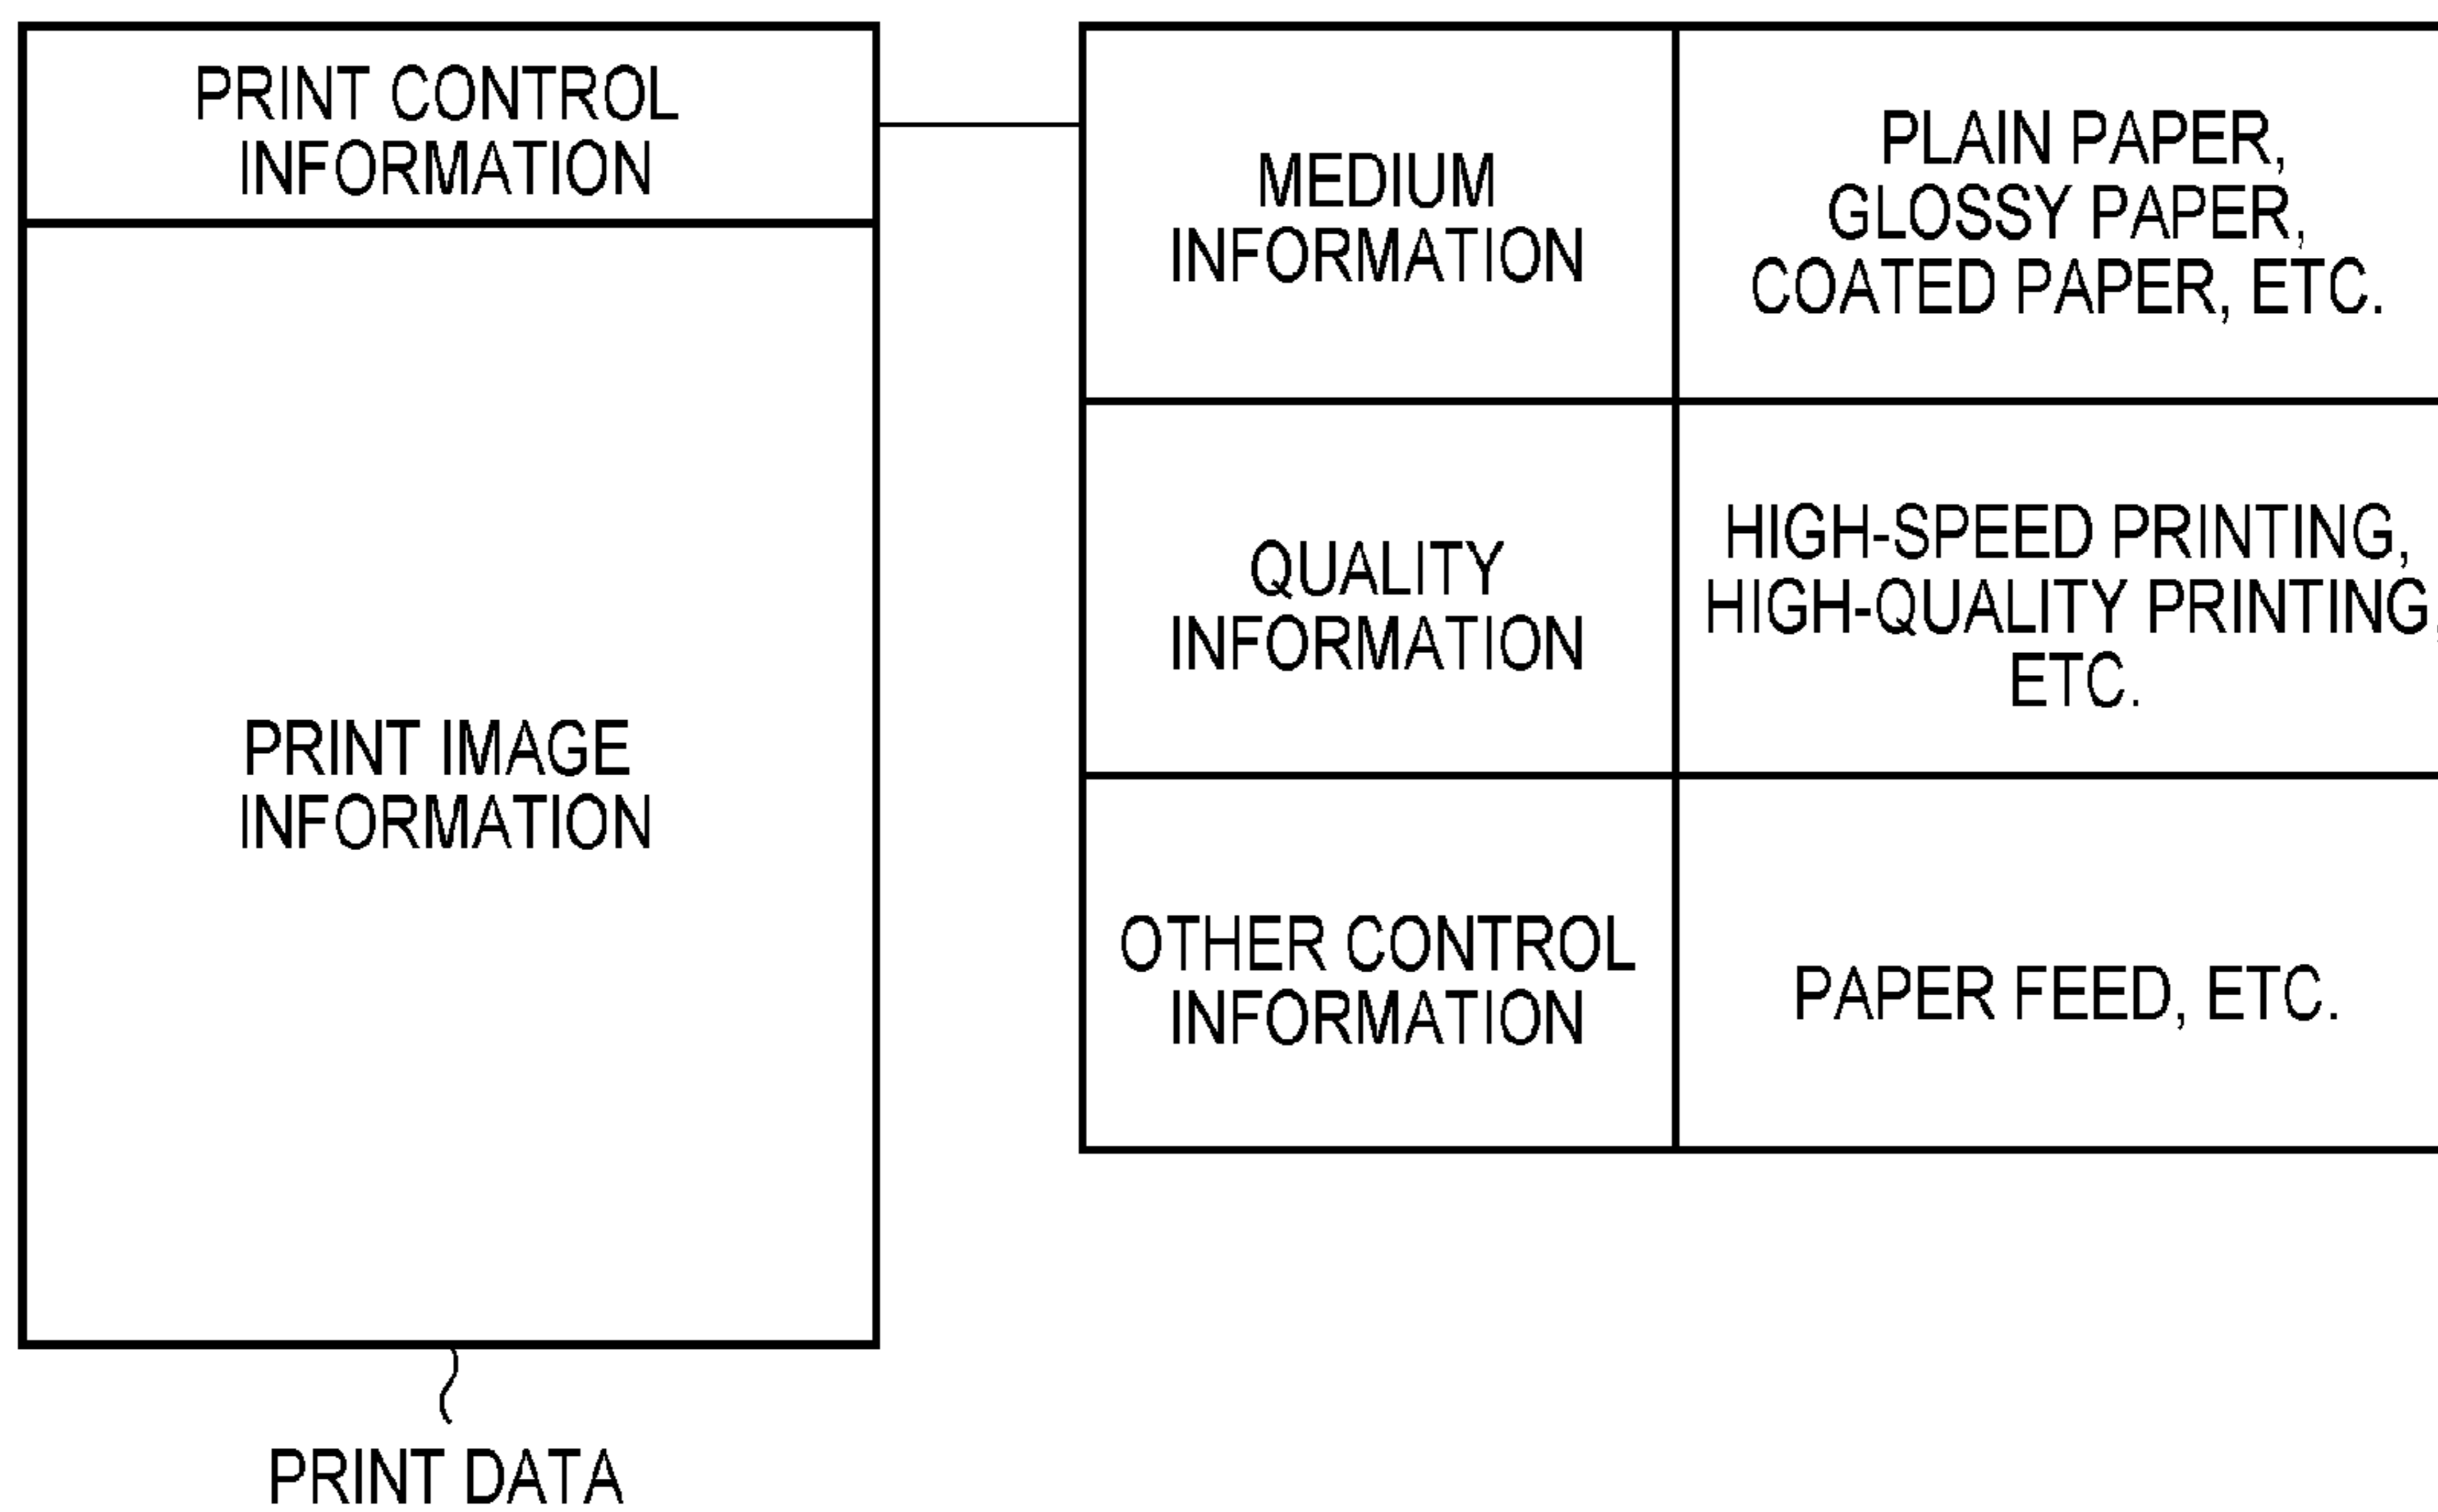 PRINT CONTROL
INFORMATION
PRINT IMAGE
INFORMATION
PRINT DATA
MEDIUM
INFORMATION
PLAIN PAPER,
GLOSSY PAPER,
COATED PAPER, ETC.
QUALITY
INFORMATION
HIGH-SPEED PRINTING,
HIGH-QUALITY PRINTING,
ETC.
OTHER CONTROL
INFORMATION
PAPER FEED, ETC.